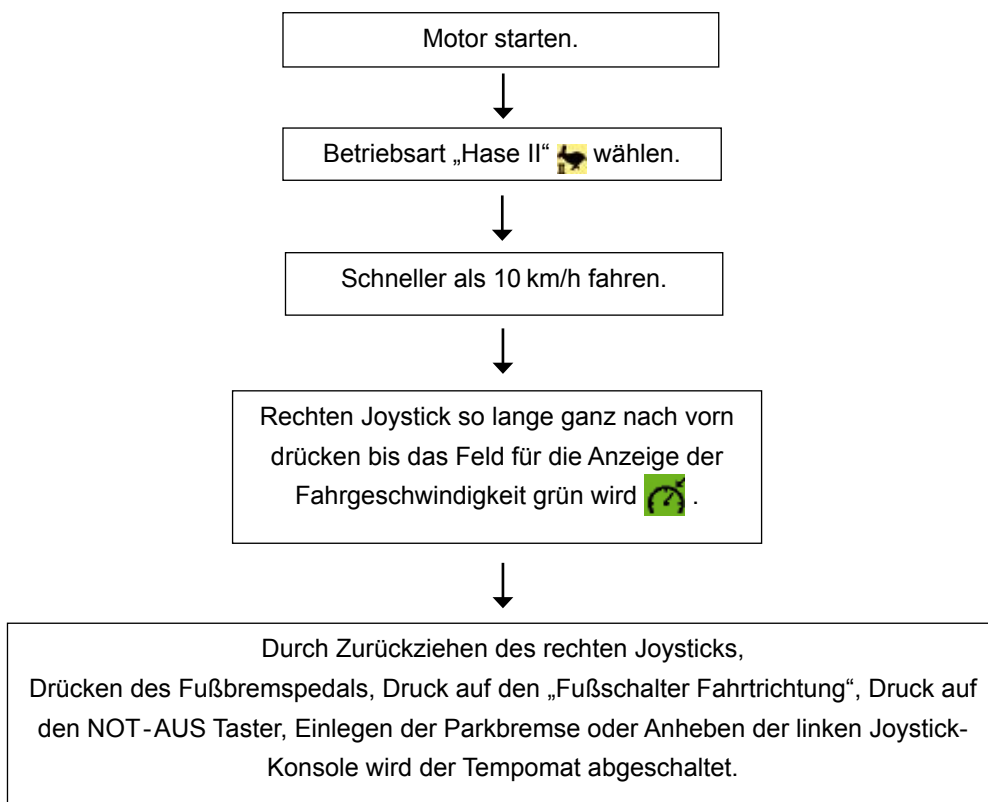 Motor starten.
Betriebsart „Hase II“ wählen.
Schneller als 10 km/h fahren.
Rechten Joystick so lange ganz nach vorn
drücken bis das Feld für die Anzeige der
Fahrgeschwindigkeit grün wird .
Durch Zurückziehen des rechten Joysticks,
Drücken des Fußbremspedals, Druck auf den „Fußschalter Fahrtrichtung“, Druck auf
den NOT-AUS Taster, Einlegen der Parkbremse oder Anheben der linken Joystick-
Konsole wird der Tempomat abgeschaltet.